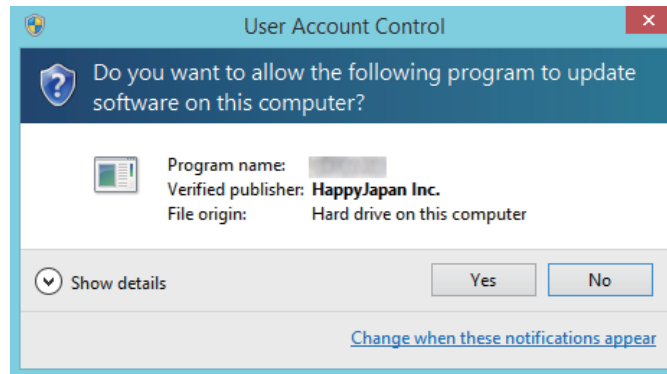 User Account Control
Do you want to allow the following program to update
software on this computer?
Program name:
Verified publisher: HappyJapan Inc.
File origin: Hard drive on this computer
Show details
Yes
No
Change when these notifications appear